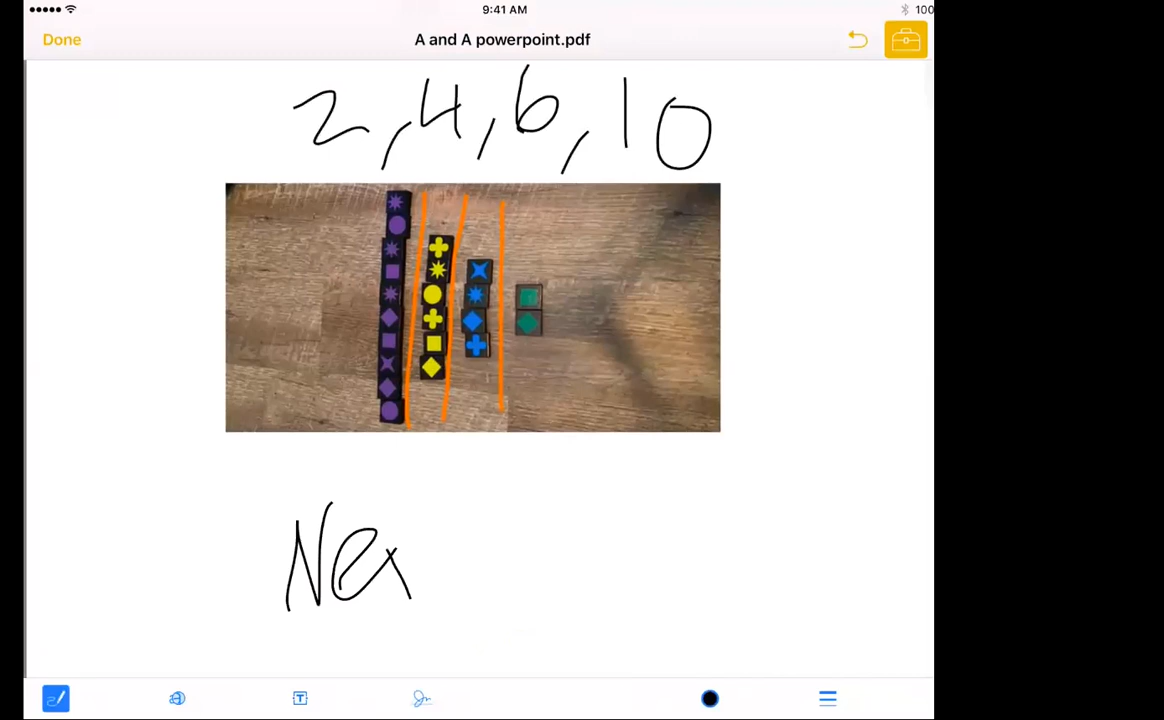 9:41 AM
100
Done
A and A powerpoint.pdf
2, 4, 6, 10
Nex
T